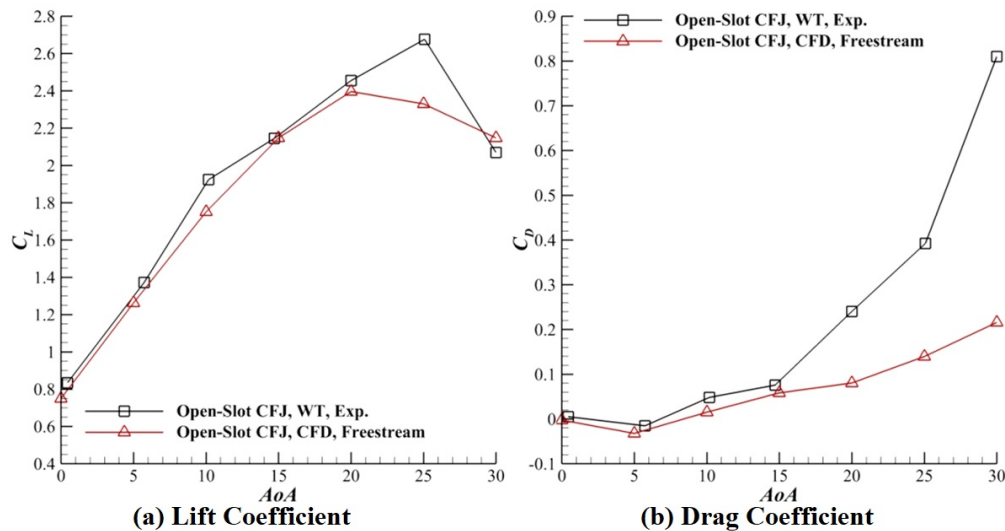 2.8
2.6
2.4
2.2
2
1.8
1.6
1.4
1.2
1
0.8
0.6
0.4
C_L
Open-Slot CFJ, WT, Exp.
Open-Slot CFJ, CFD, Freestream
0 5 10 15 20 25 30
AoA
(a) Lift Coefficient
0.9
0.8
0.7
0.6
0.5
0.4
0.3
0.2
0.1
0
-0.1
C_D
Open-Slot CFJ, WT, Exp.
Open-Slot CFJ, CFD, Freestream
0 5 10 15 20 25 30
AoA
(b) Drag Coefficient